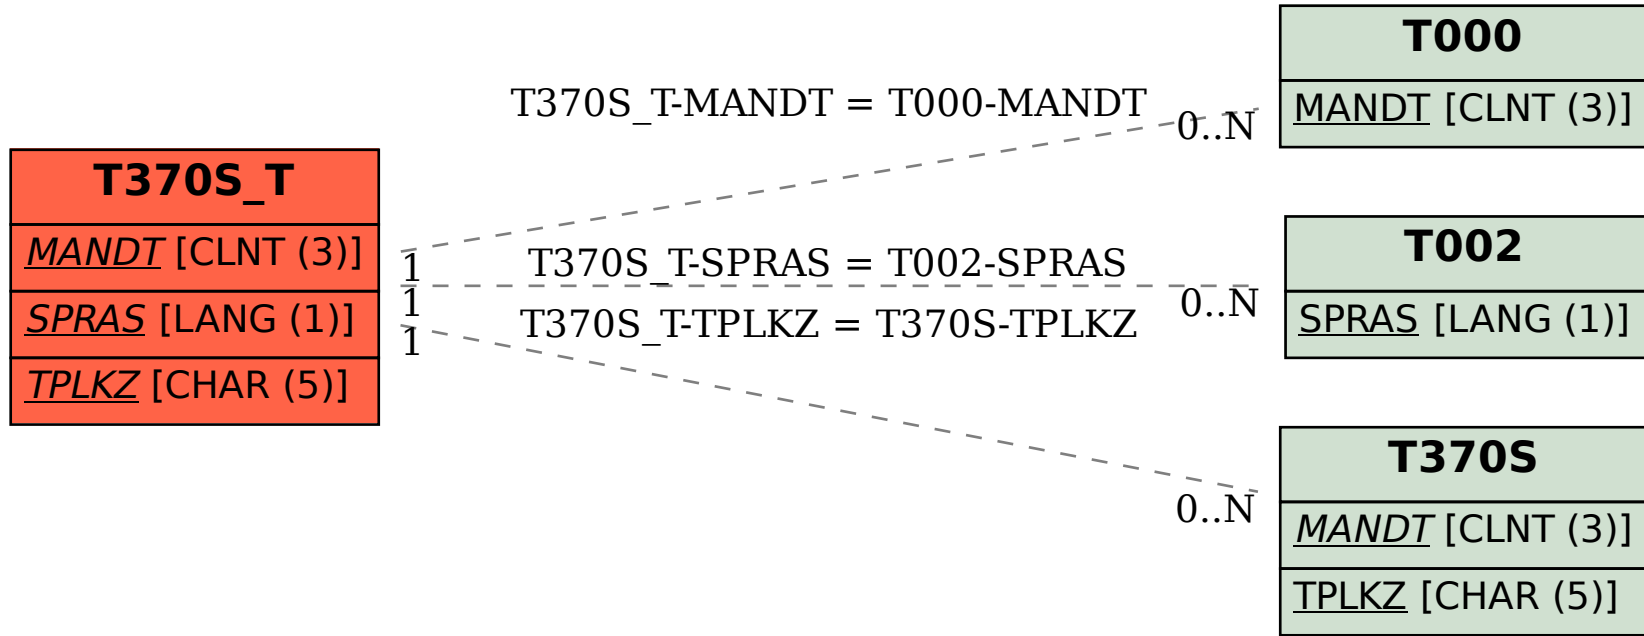 T370S_T
MANDT [CLNT (3)]
SPRAS [LANG (1)]
TPLKZ [CHAR (5)]
T370S_T-MANDT = T000-MANDT
0..N
1
T370S_T-SPRAS = T002-SPRAS
0..N
1
T370S_T-TPLKZ = T370S-TPLKZ
0..N
1
T000
MANDT [CLNT (3)]
T002
SPRAS [LANG (1)]
T370S
MANDT [CLNT (3)]
TPLKZ [CHAR (5)]